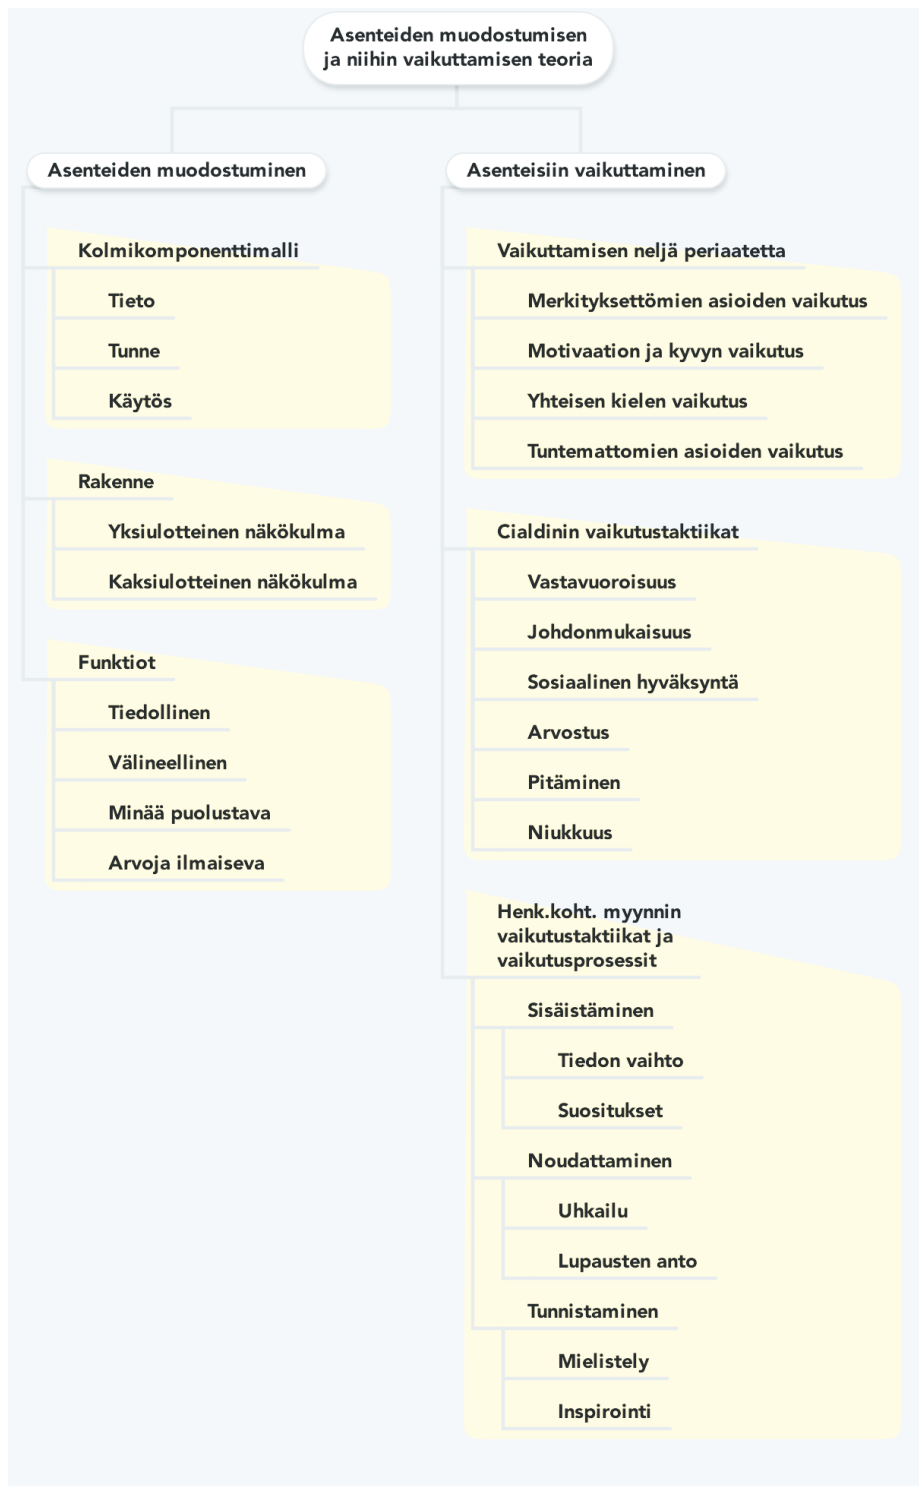 Asenteiden muodostumisen
ja niihin vaikuttamisen teoria
Asenteiden muodostuminen
Kolmikomponenttimalli
Tieto
Tunne
Käytös
Rakenne
Yksiulotteinen näkökulma
Kaksiulotteinen näkökulma
Funktiot
Tiedollinen
Välineellinen
Minää puolustava
Arvoja ilmaiseva
Asenteisiin vaikuttaminen
Vaikuttamisen neljä periaatetta
Merkityksettömien asioiden vaikutus
Motivaation ja kyvyn vaikutus
Yhteisen kielen vaikutus
Tuntemattomien asioiden vaikutus
Cialdinin vaikutustaktiikat
Vastavuoroisuus
Johdonmukaisuus
Sosiaalinen hyväksyntä
Arvostus
Pitäminen
Niukkuus
Henk.koht. myynnin
vaikutustaktiikat ja
vaikutusprosessit
Sisäistäminen
Tiedon vaihto
Suositukset
Noudattaminen
Uhkailu
Lupausten anto
Tunnistaminen
Mielistely
Inspirointi